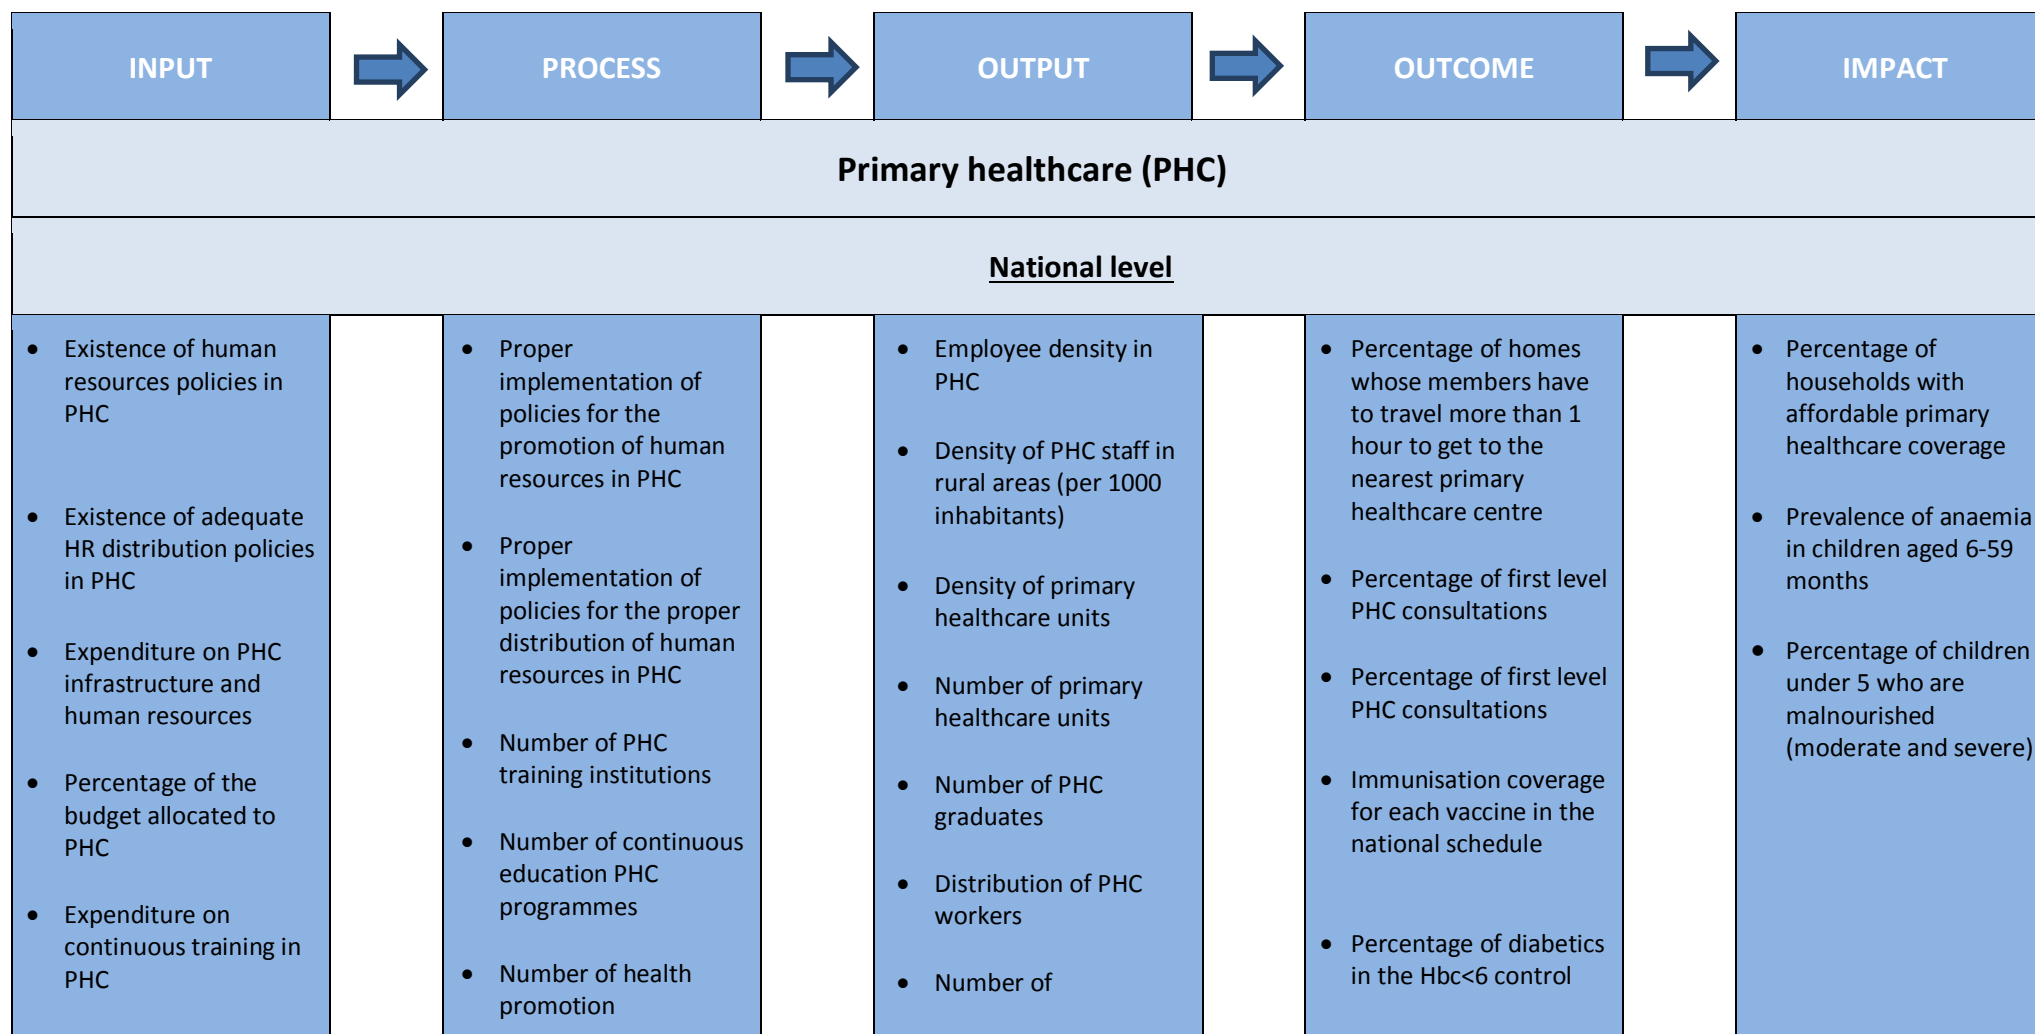 INPUT
PROCESS
OUTPUT
OUTCOME
IMPACT
Primary healthcare (PHC)
National level
• Existence of human
resources policies in
PHC
• Existence of adequate
HR distribution policies
in PHC
• Expenditure on PHC
infrastructure and
human resources
• Percentage of the
budget allocated to
PHC
• Expenditure on
continuous training in
PHC
• Proper
implementation of
policies for the
promotion of human
resources in PHC
• Proper
implementation of
policies for the proper
distribution of human
resources in PHC
• Number of PHC
training institutions
• Number of continuous
education PHC
programmes
• Number of health
promotion
• Employee density in
PHC
• Density of PHC staff in
rural areas (per 1000
inhabitants)
• Density of primary
healthcare units
• Number of primary
healthcare units
• Number of PHC
graduates
• Distribution of PHC
workers
• Number of
• Percentage of homes
whose members have
to travel more than 1
hour to get to the
nearest primary
healthcare centre
• Percentage of first level
PHC consultations
• Percentage of first level
PHC consultations
• Immunisation coverage
for each vaccine in the
national schedule
• Percentage of diabetics
in the Hbc<6 control
• Percentage of
households with
affordable primary
healthcare coverage
• Prevalence of anaemia
in children aged 6-59
months
• Percentage of children
under 5 who are
malnourished
(moderate and severe)